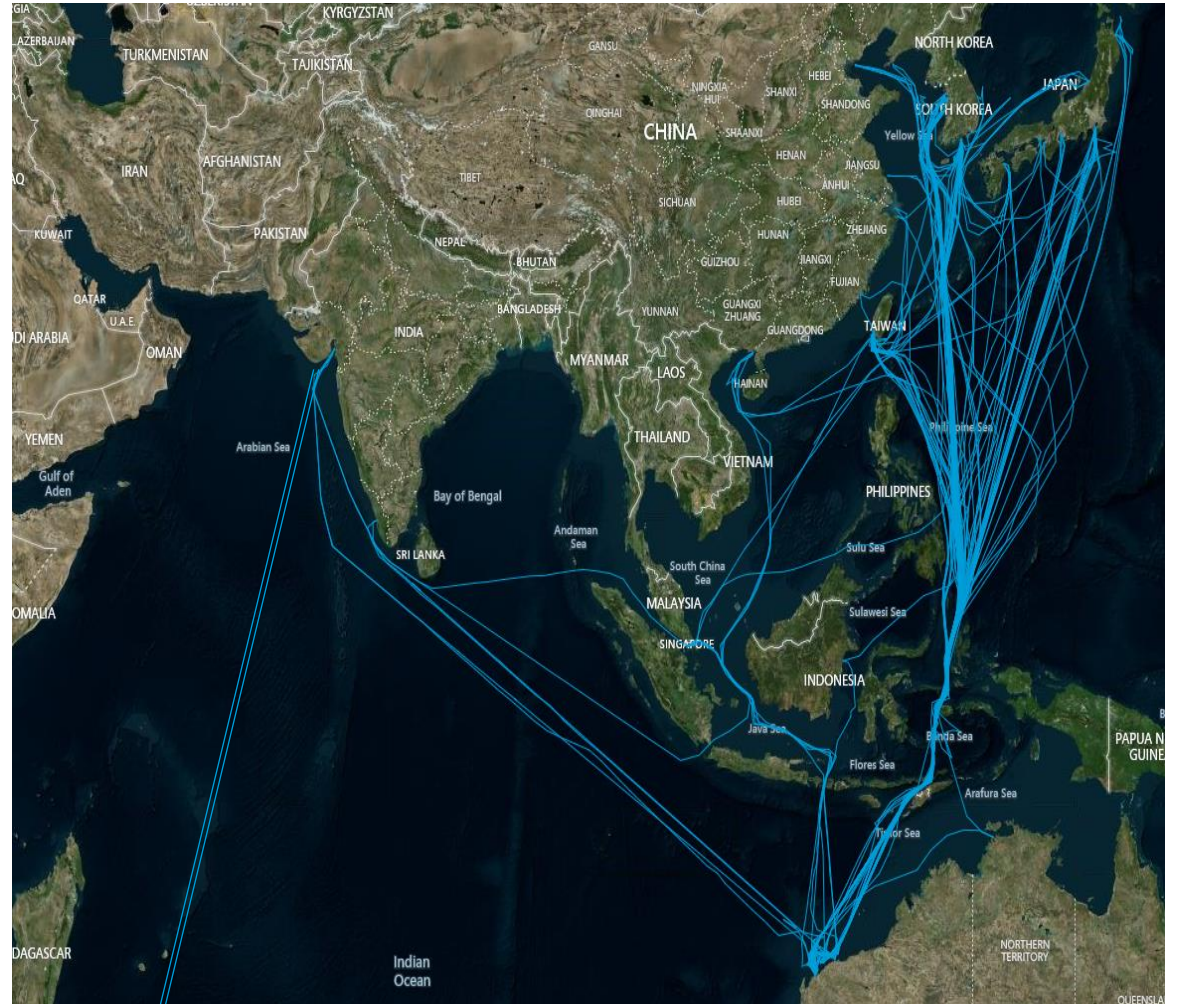 KYRGYZSTAN
NORTH KOREA
AZERBAIJAN
TURKMENISTAN
TAJIKISTAN
GANSU
HEBEI
JAPAN
NINGXIA
HUI
SHANXI
SHANDONG
SOUTH KOREA
QINGHAI
CHINA
SHAANXI
Yellow
AFGHANISTAN
HENAN
JIANGSU
IRAN
TIBET
ANHUI
SICHUAN
HUBEI
KUWAIT
PAKISTAN
NEPAL
HUNAN
ZHEJIANG
BHUTAN
GUIZHOU
JIANGXI
FUJIAN
QATAR
BANGLADESH
YUNNAN
GUANGXI
ZHUANG
U.A.E.
GUANGDONG
TAIWAN
INDIA
OMAN
MYANMAR
LAOS
HAINAN
YEMEN
Arabian Sea
THAILAND
Philippine Sea
VIETNAM
Gulf of
Aden
Bay of Bengal
PHILIPPINES
Andaman
Sea
SRI LANKA
Sulu Sea
South China
Sea
MALAYSIA
Sulawesi Sea
SINGAPORE
INDONESIA
Java Sea
Banda Sea
PAPUA N
GUINE
Flores Sea
Arafura Sea
Timor Sea
DAGASCAR
Indian
Ocean
NORTHERN
TERRITORY
QUEENSLA